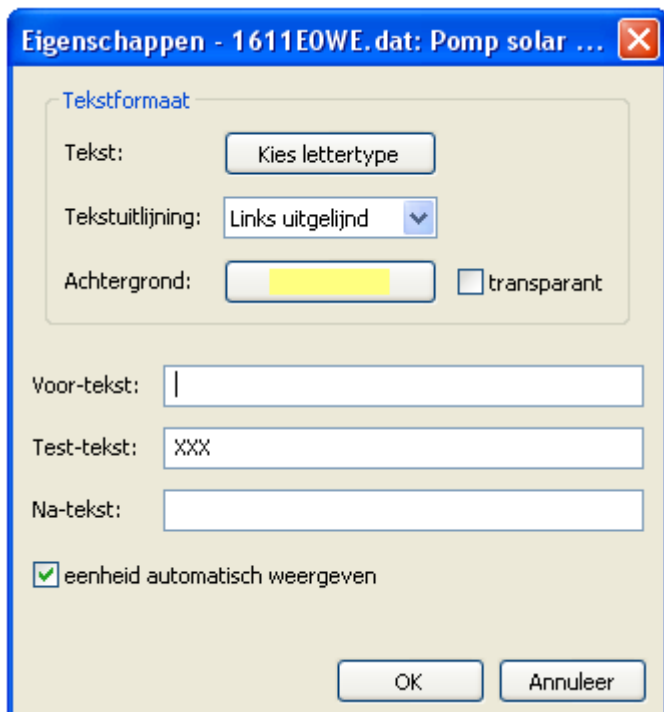 Eigenschappen - 1611E0WE.dat: Pomp solar ...
Tekstformaat
Tekst: Kies lettertype
Tekstuitlijning: Links uitgelijnd
Achtergrond: transparant
Voor-tekst:
Test-tekst: XXX
Na-tekst:
eenheid automatisch weergeven
OK Annuleer